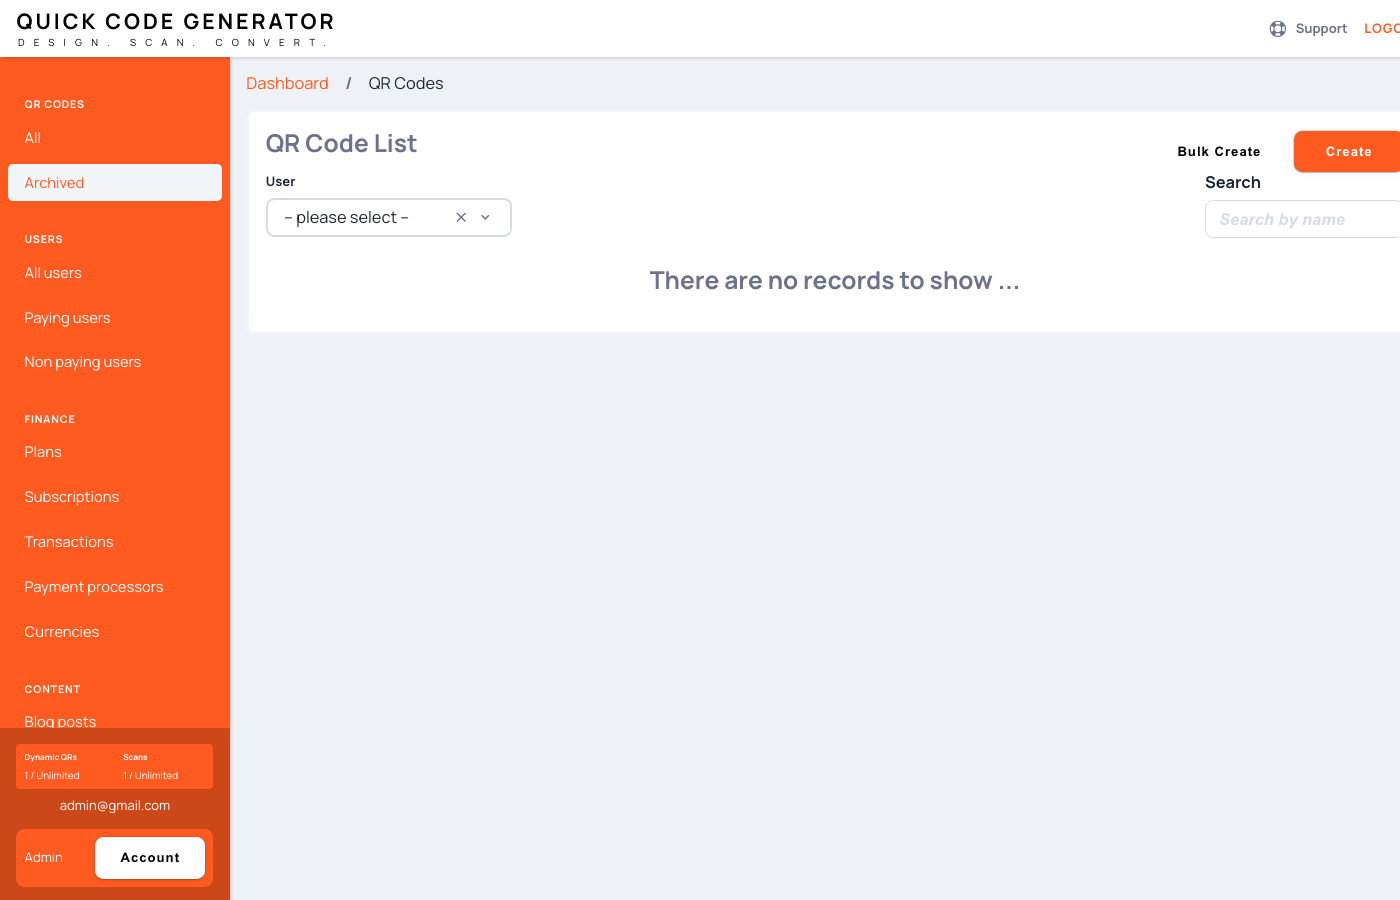 QUICK CODE GENERATOR
DESIGN. SCAN. CONVERT.
Support
Dashboard / QR Codes
QR CODES
All
Archived
USERS
All users
Paying users
Non paying users
FINANCE
Plans
Subscriptions
Transactions
Payment processors
Currencies
CONTENT
Blog posts
Dynamic QRs Scans
1 / Unlimited 1 / Unlimited
admin@gmail.com
Admin Account
QR Code List
Bulk Create Create
User
Search
– please select –
Search by name
There are no records to show ...